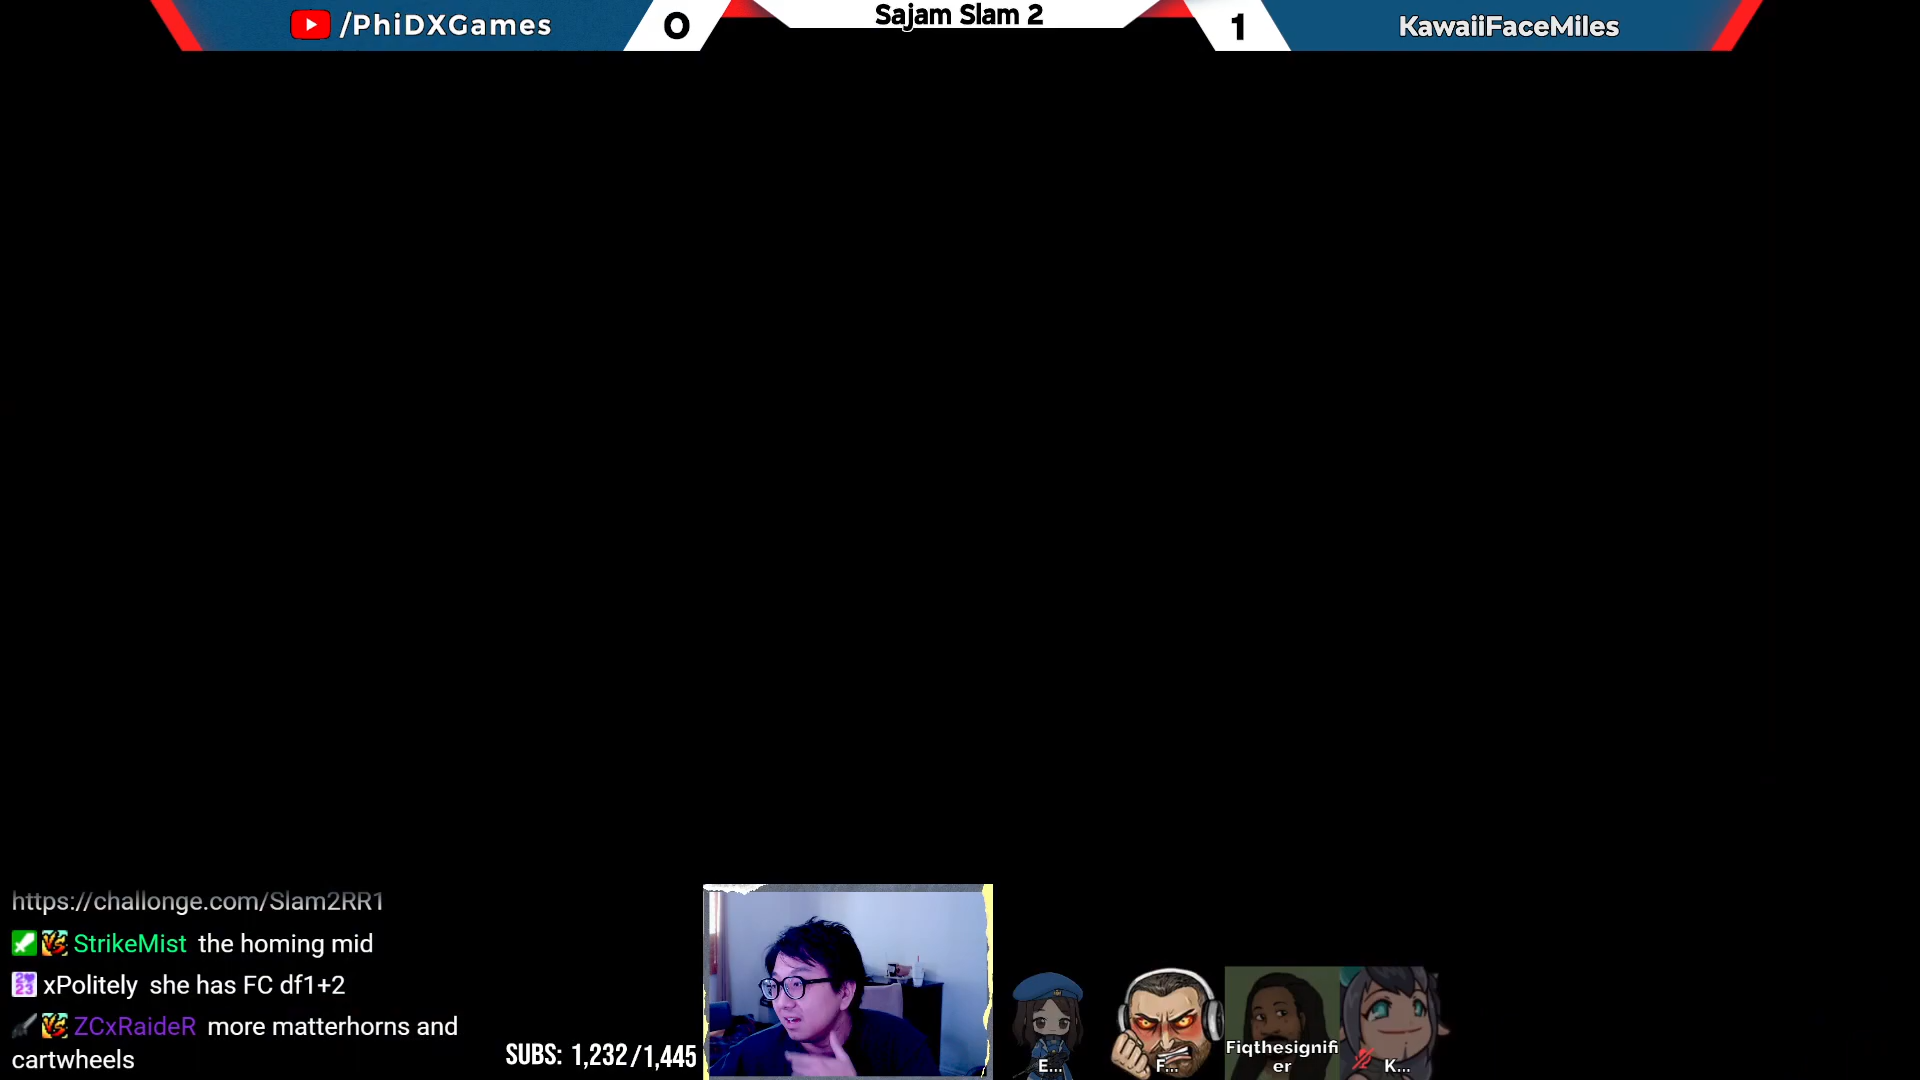 /PhiDXGames
0
Sajam Slam 2
1
KawaiiFaceMiles
https://challonge.com/Slam2RR1
StrikeMist the homing mid
xPolitely she has FC df1+2
ZCxRaideR more matterhorns and
cartwheels
SUBS: 1,232/1,445
E...
F...
Fiqthesignifi
er
K...